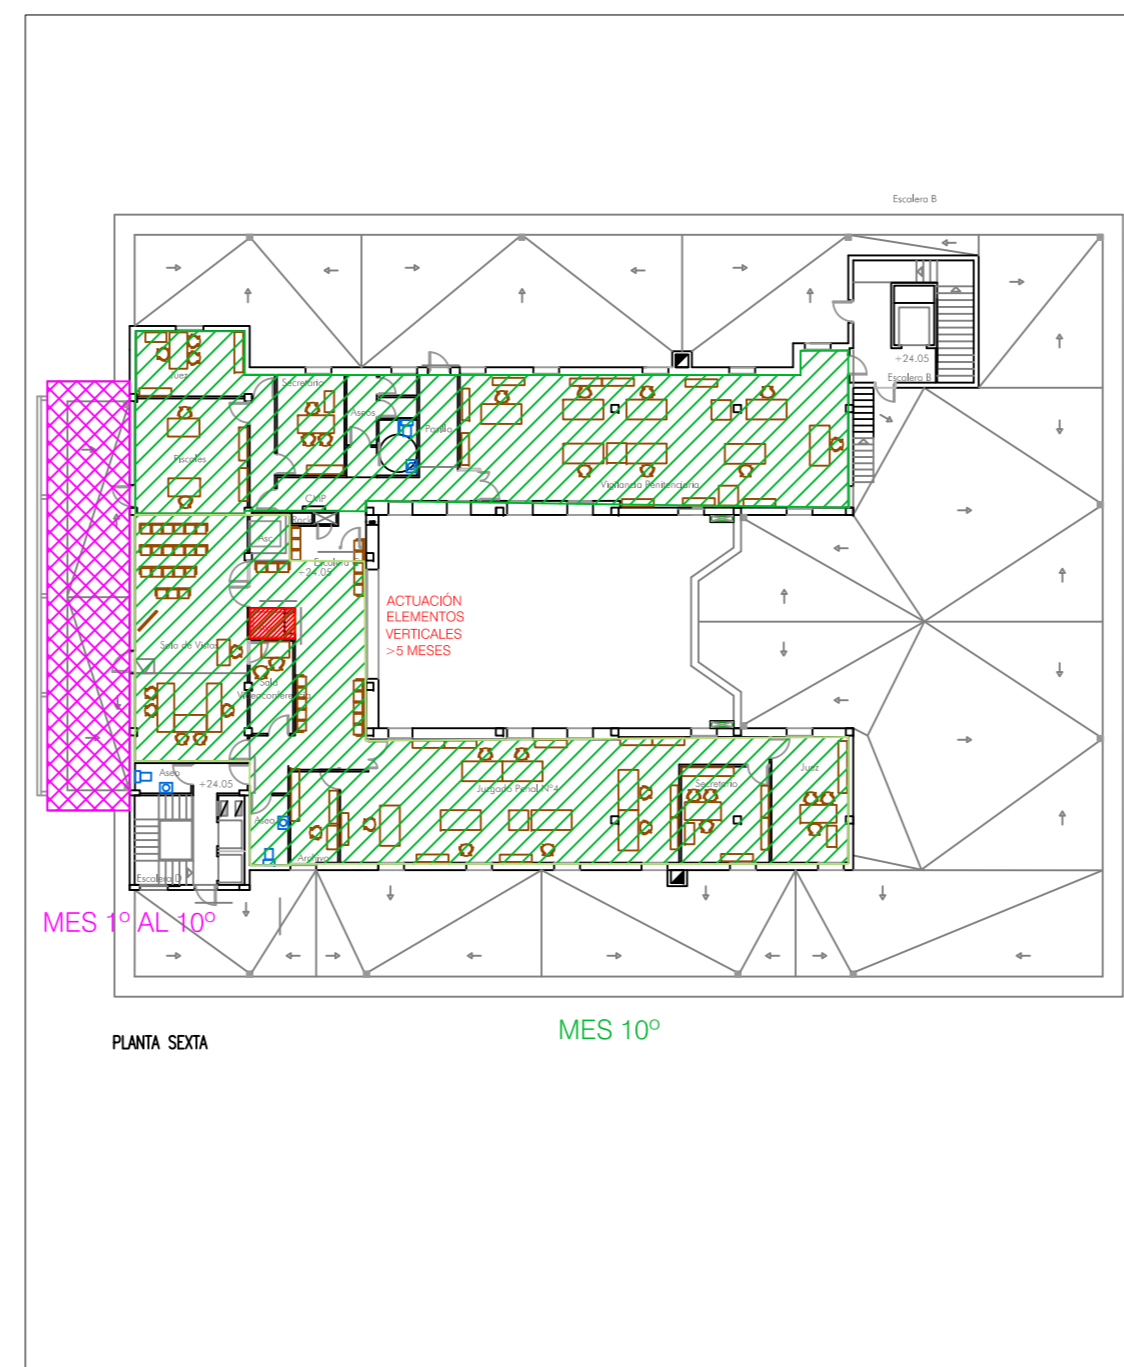 Escalera B
+24.05
Escalera B
Juez
Secretario
Aseos
Pasillo
Fiscales
Vigilancia Penitenciaria
CMP
Rack
Asc.
Escalera
+24.05
ACTUACIÓN
ELEMENTOS
VERTICALES
>5 MESES
Sala de Vistas
Sala
Videoconferencia
Aseo
+24.05
Juzgado Penal Nº4
Secretario
Juez
Aseo
Archivo
Escalera D
MES 1º AL 10º
MES 10º
PLANTA SEXTA